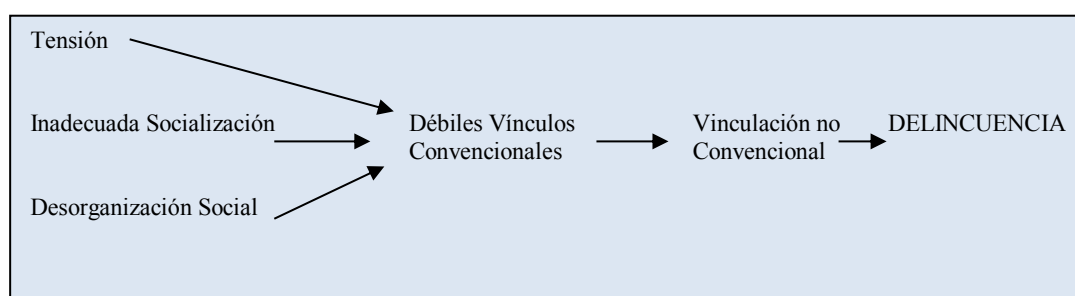 Tensión
Inadecuada Socialización
Débiles Vínculos
Convencionales
Vinculación no
Convencional
DELINCUENCIA
Desorganización Social